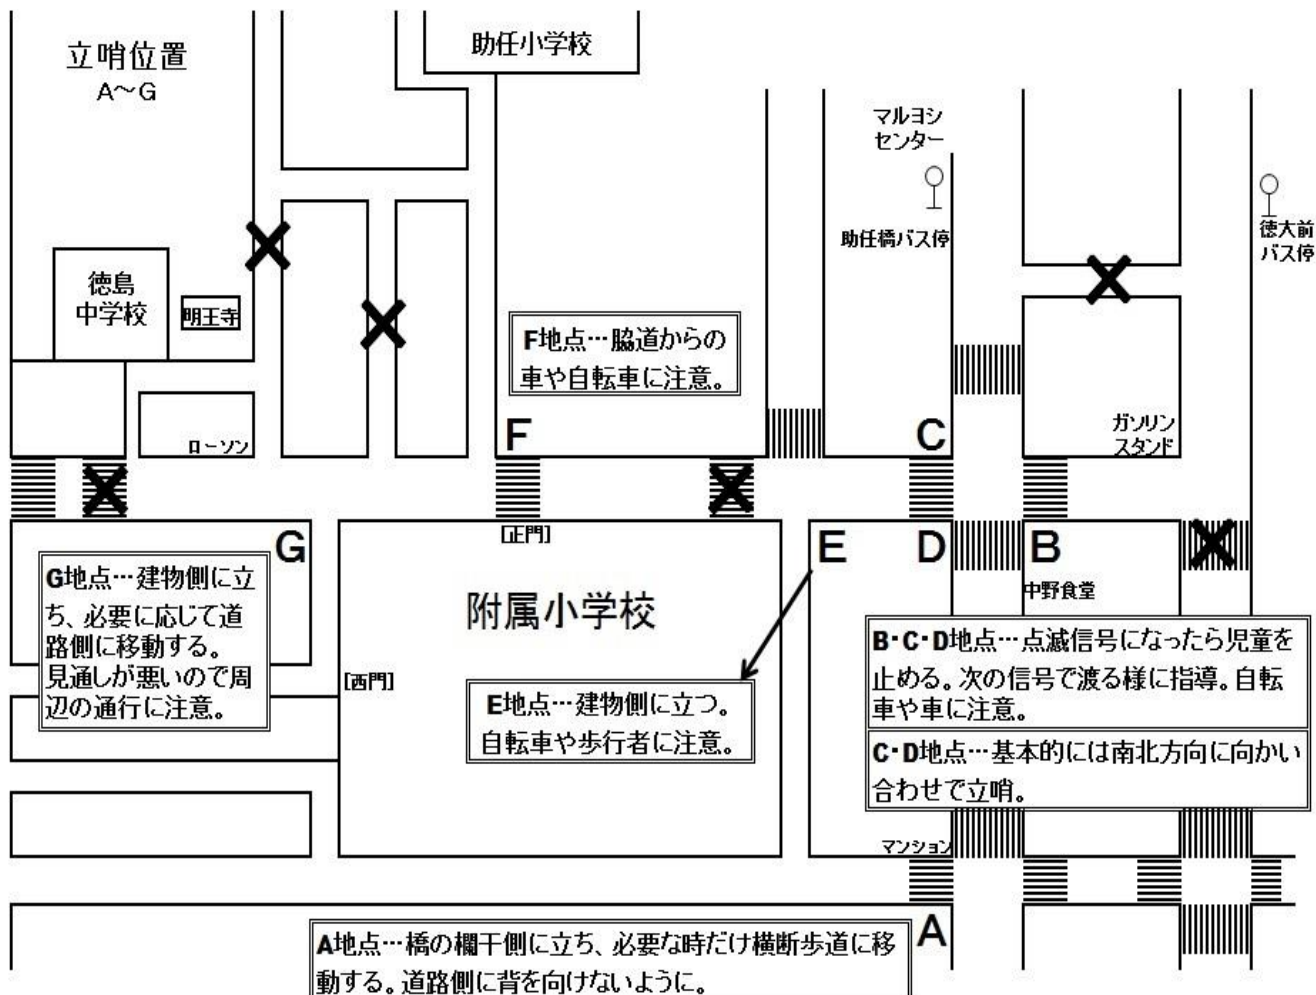 立哨位置
A～G
助任小学校
マルヨシ
センター
助任橋バス停
徳大前
バス停
徳島
中学校
明王寺
F地点…脇道からの
車や自転車に注意。
ローソン
F
C
ガソリン
スタンド
G
[正門]
E
D
B
中野食堂
G地点…建物側に立
ち、必要に応じて道
路側に移動する。
見通しが悪いので周
辺の通行に注意。
附属小学校
[西門]
E地点…建物側に立つ。
自転車や歩行者に注意。
B・C・D地点…点滅信号になったら児童を
止める。次の信号で渡る様に指導。自転
車や車に注意。
C・D地点…基本的には南北方向に向かい
合わせで立哨。
マンション
A地点…橋の欄干側に立ち、必要な時だけ横断歩道に移
動する。道路側に背を向けないように。
A